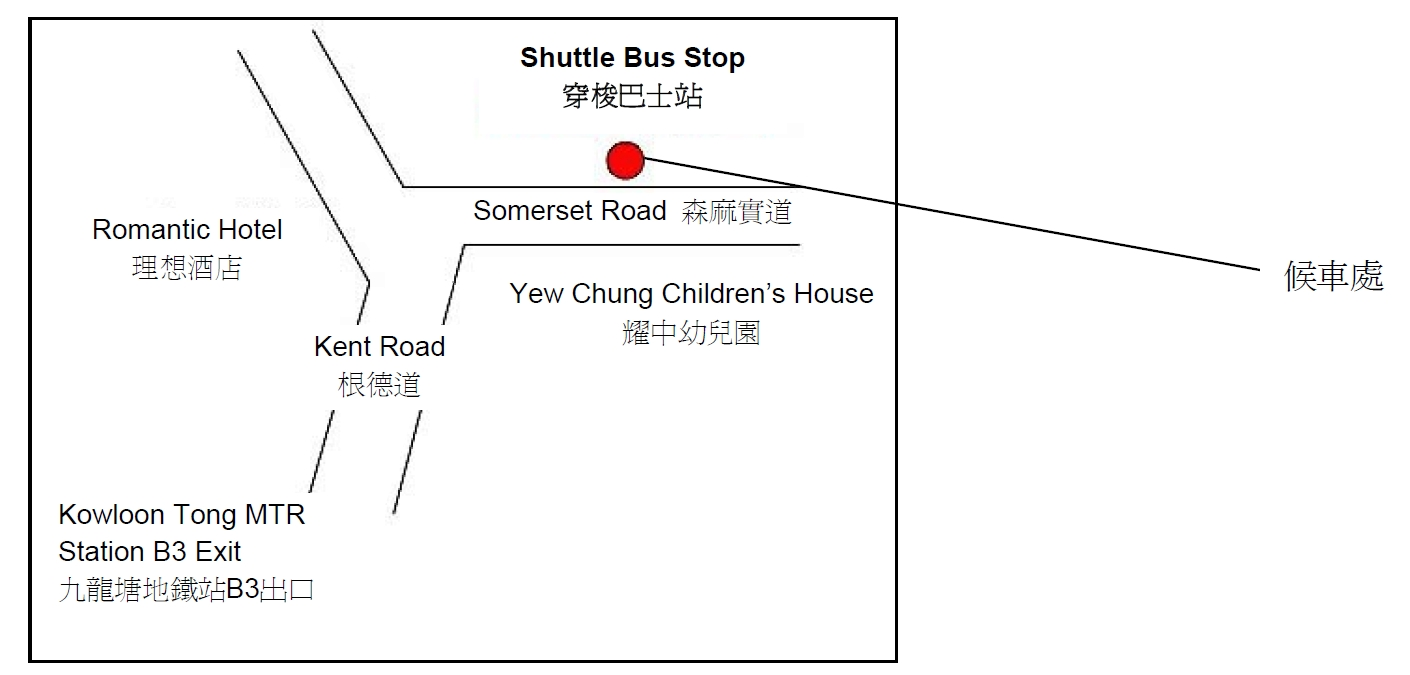 Shuttle Bus Stop
穿梭巴士站
Somerset Road 森麻實道
Romantic Hotel
理想酒店
候車處
Yew Chung Children’s House
耀中幼兒園
Kent Road
根德道
Kowloon Tong MTR
Station B3 Exit
九龍塘地鐵站B3出口